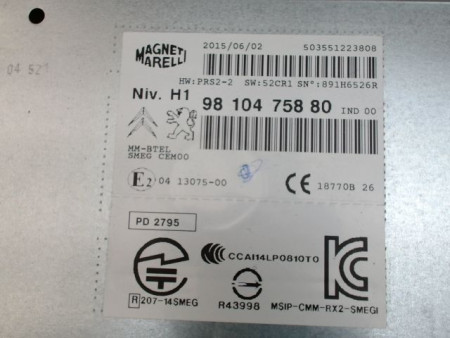 MAGNETI
MARELLI
2015/06/02
503551223808
04 521
HW:PRS2-2 SW:52CR1 SN°:891H6526R
Niv. H1
98 104 758 80 IND 00
MM-BTEL
SMEG CEM00
E2 04 13075-00
CE 18770B 26
PD 2795
CCAI14LP0810T0
R 207-14SMEG
R43998
MSIP-CMM-RX2-SMEGI